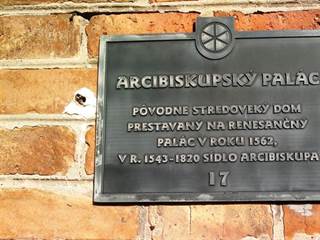 ARCIBISKUPSKÝ PALÁC
PÔVODNE STREDOVEKÝ DOM
PRESTAVANÝ NA RENESANČNÝ
PALÁC V ROKU 1562,
V R. 1543-1820 SÍDLO ARCIBISKUPA
17